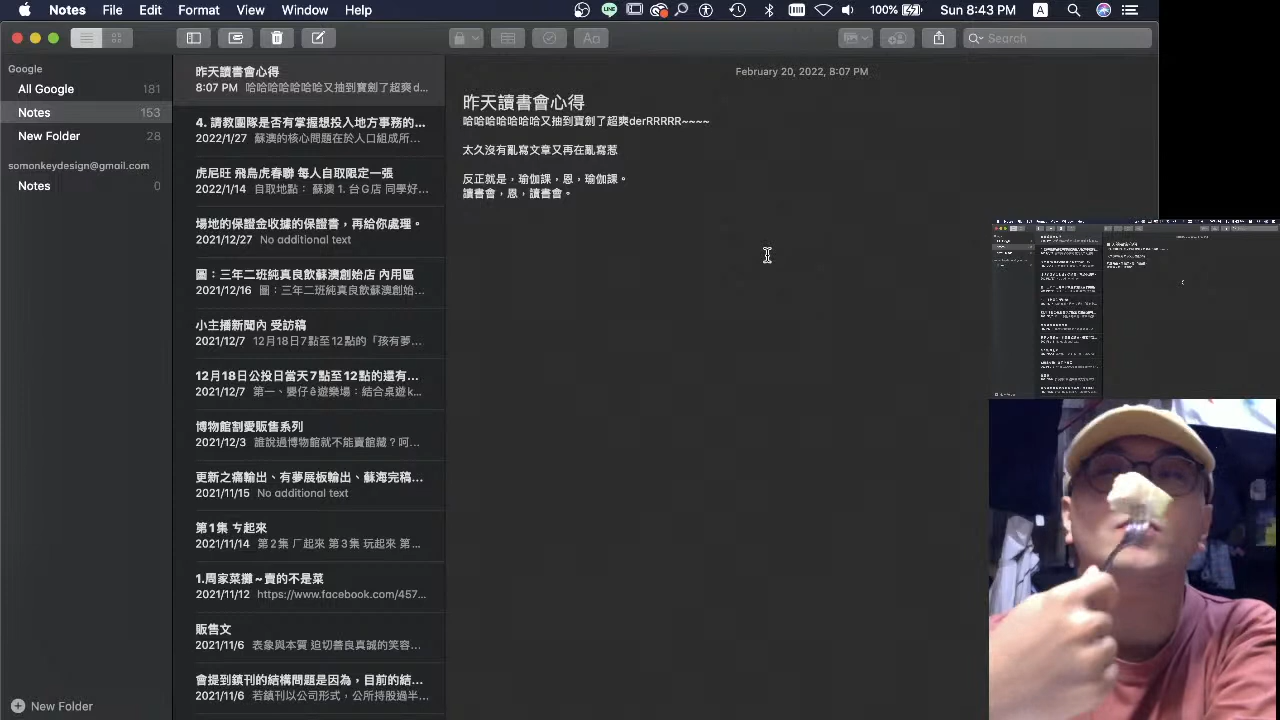 Notes File Edit Format View Window Help
100% Sun 8:43 PM A
Aa
Search
Google
All Google 181
Notes 153
New Folder 28
somonkeydesign@gmail.com
Notes 0
New Folder
昨天讀書會心得
8:07 PM 哈哈哈哈哈哈哈又抽到寶劍了超爽d...
4. 請教團隊是否有掌握想投入地方事務的...
2022/1/27 蘇澳的核心問題在於人口組成所...
虎卮旺 飛鳥虎春聯 每人自取限定一張
2022/1/14 自取地點： 蘇澳 1. 台G店 同學好...
場地的保證金收據的保證書，再給你處理。
2021/12/27 No additional text
圖：三年二班純真喫茶飲蘇澳創始店 內用區
2021/12/16 圖：三年二班純真喫茶飲蘇澳創始...
小主播新聞內 受訪稿
2021/12/7 12月18日7點至12點的「孩有夢...
12月18日公投日當天7點至12點的還有...
2021/12/7 第一、嬰仔ê遊樂場：結合桌遊k...
博物館割愛販售系列
2021/12/3 誰說過博物館就不能賣館藏？呵...
更新之痛輸出、有夢展板輸出、蘇海完稿...
2021/11/15 No additional text
第1集 ㄘ起來
2021/11/14 第2集 ㄏ起來 第3集 玩起來 第...
1.周家菜攤～賣的不是菜
2021/11/12 https://www.facebook.com/457...
販售文
2021/11/6 表象與本質 迫切善良真誠的笑容...
會提到鎮刊的結構問題是因為，目前的結...
2021/11/6 若鎮刊以公司形式，公所持股過半...
February 20, 2022, 8:07 PM
昨天讀書會心得
哈哈哈哈哈哈哈又抽到寶劍了超爽derRRRRR~~~~
太久沒有亂寫文章又再在亂寫惹
反正就是，瑜伽課，恩，瑜伽課。
讀書會，恩，讀書會。